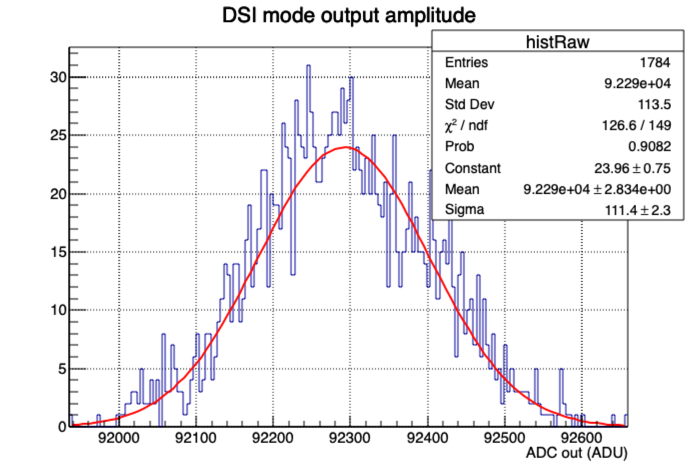 DSI mode output amplitude
histRaw
Entries 1784
Mean 9.229e+04
Std Dev 113.5
χ² / ndf 126.6 / 149
Prob 0.9082
Constant 23.96 ± 0.75
Mean 9.229e+04 ± 2.834e+00
Sigma 111.4 ± 2.3
30
25
20
15
10
5
0
92000 92100 92200 92300 92400 92500 92600
ADC out (ADU)